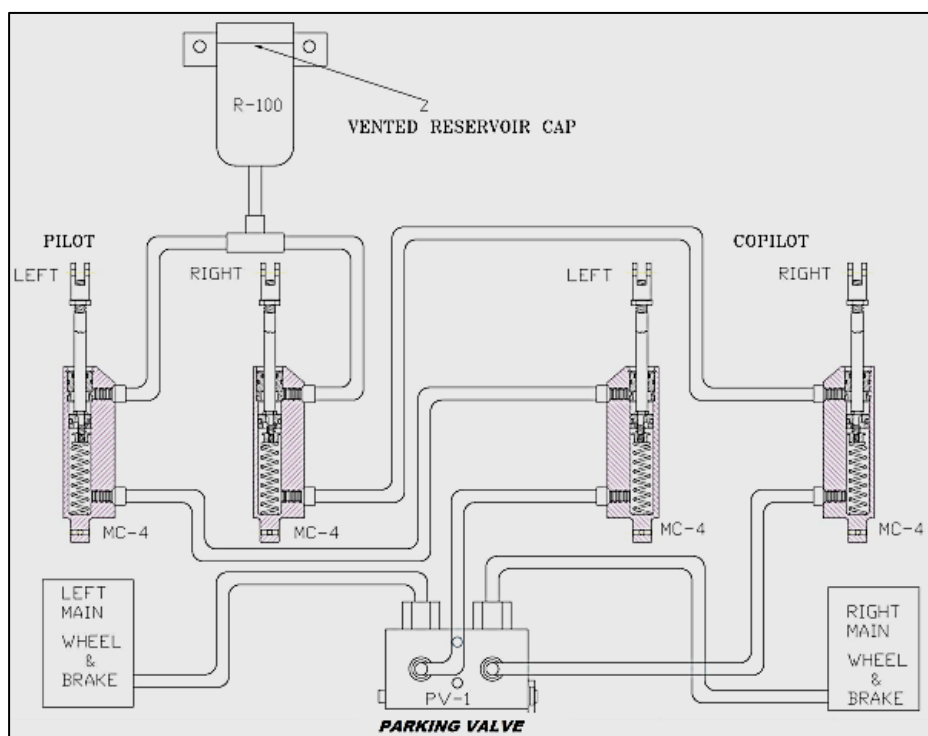 R-100
Z
VENTED RESERVOIR CAP
PILOT
COPILOT
LEFT
RIGHT
LEFT
RIGHT
MC-4
MC-4
MC-4
MC-4
LEFT
MAIN
WHEEL
&
BRAKE
RIGHT
MAIN
WHEEL
&
BRAKE
PV-1
PARKING VALVE